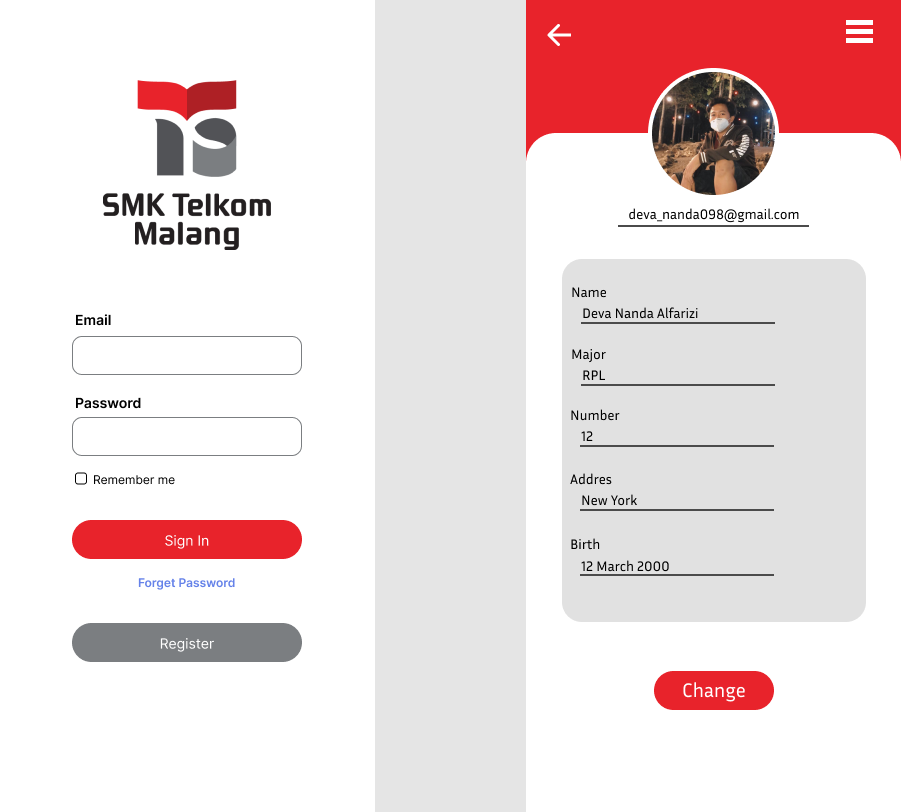 SMK Telkom
Malang
Email
Password
Remember me
Sign In
Forget Password
Register
deva_nanda098@gmail.com
Name
Deva Nanda Alfarizi
Major
RPL
Number
12
Addres
New York
Birth
12 March 2000
Change